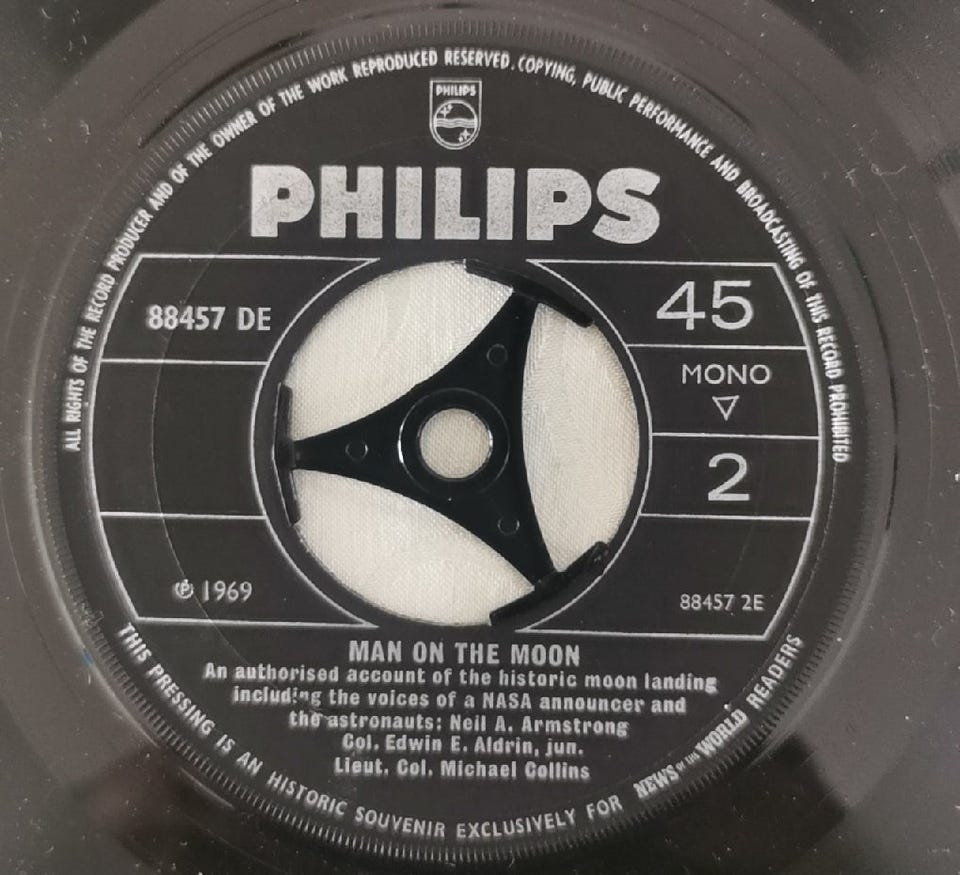 ALL RIGHTS OF THE RECORD PRODUCER AND OF THE OWNER OF THE WORK REPRODUCED RESERVED. COPYING, PUBLIC PERFORMANCE AND BROADCASTING OF THIS RECORD PROHIBITED
PHILIPS
PHILIPS
88457 DE
45
MONO
2
℗ 1969
88457 2E
MAN ON THE MOON
An authorised account of the historic moon landing
including the voices of a NASA announcer and
the astronauts: Neil A. Armstrong
Col. Edwin E. Aldrin, jun.
Lieut. Col. Michael Collins
THIS PRESSING IS AN HISTORIC SOUVENIR EXCLUSIVELY FOR NEWS OF THE WORLD READERS